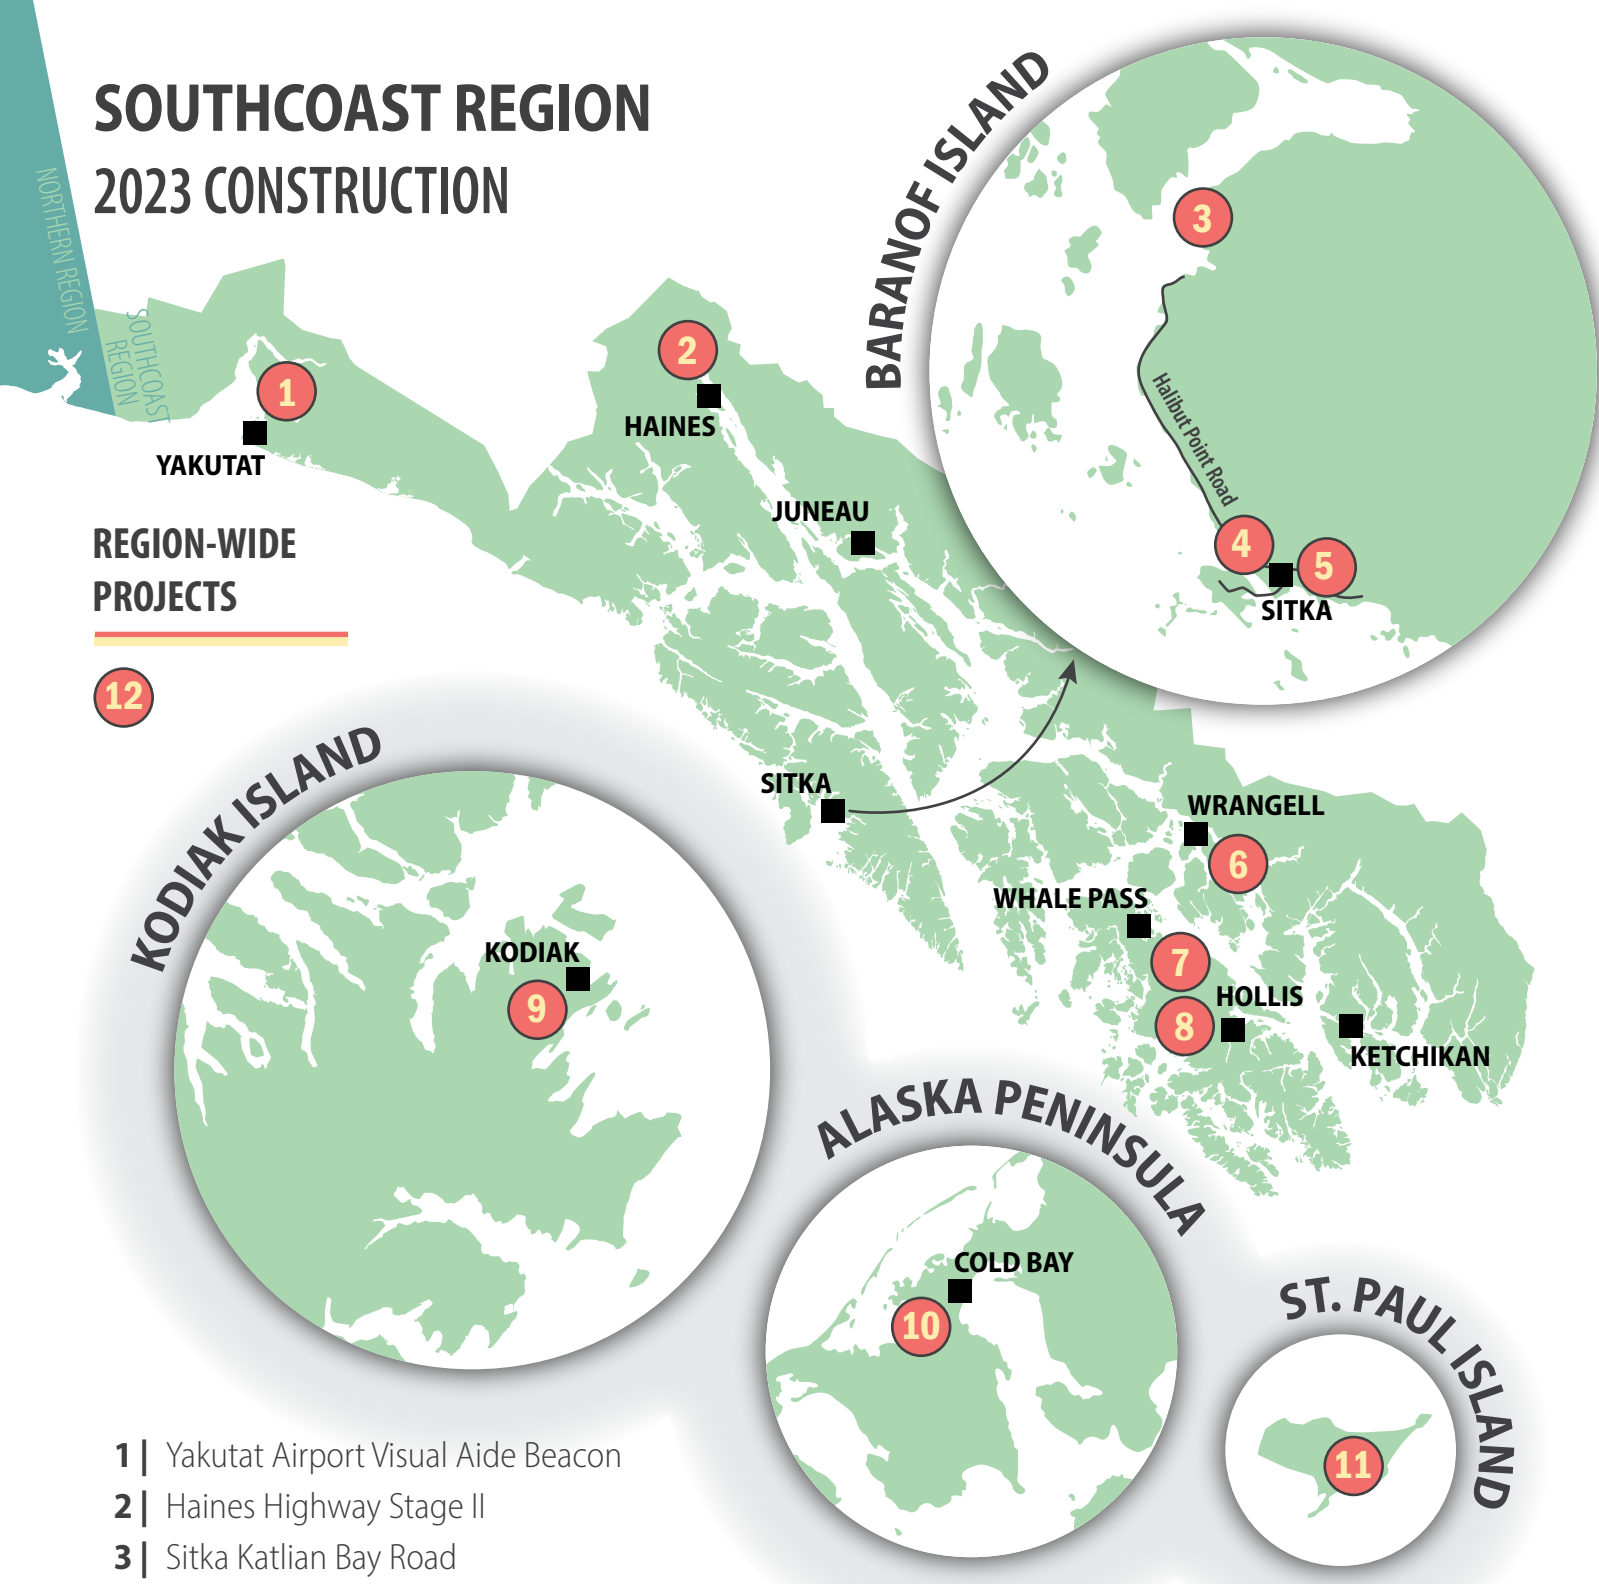 SOUTHCOAST REGION
2023 CONSTRUCTION
NORTHERN REGION
SOUTHCOAST
REGION
1
YAKUTAT
2
HAINES
JUNEAU
SITKA
REGION-WIDE
PROJECTS
12
BARANOF ISLAND
3
Halibut Point Road
4
5
SITKA
WRANGELL
6
WHALE PASS
7
HOLLIS
8
KETCHIKAN
KODIAK ISLAND
KODIAK
9
ALASKA PENINSULA
COLD BAY
10
ST. PAUL ISLAND
11
1 | Yakutat Airport Visual Aide Beacon
2 | Haines Highway Stage II
3 | Sitka Katlian Bay Road